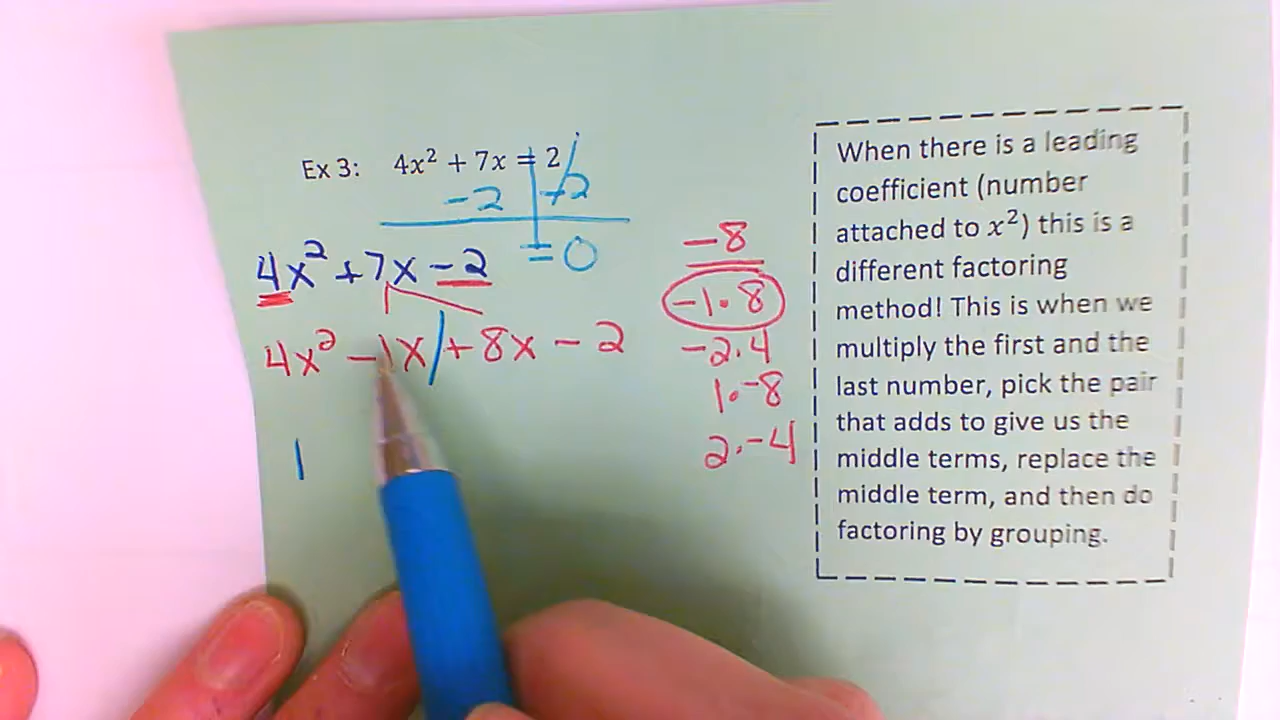 Ex 3: 4x² + 7x = 2
-2 -2
4x² +7x -2 = 0
4x² -1x + 8x - 2
1
-8
-1·8
-2·4
1·-8
2·-4
When there is a leading
coefficient (number
attached to x²) this is a
different factoring
method! This is when we
multiply the first and the
last number, pick the pair
that adds to give us the
middle terms, replace the
middle term, and then do
factoring by grouping.